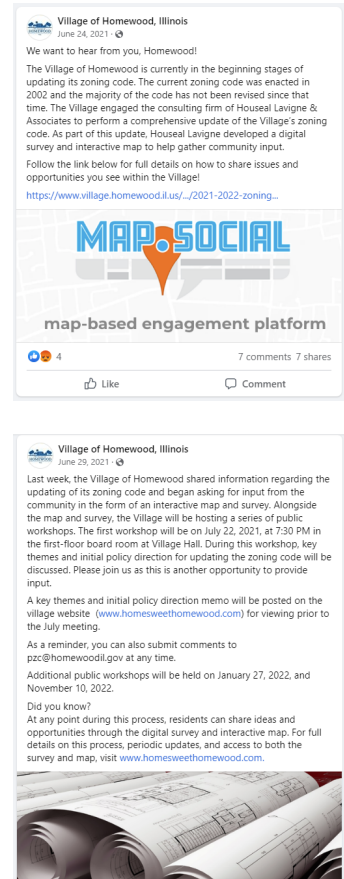 Village of Homewood, Illinois
June 24, 2021 ·
We want to hear from you, Homewood!
The Village of Homewood is currently in the beginning stages of
updating its zoning code. The current zoning code was enacted in
2002 and the majority of the code has not been revised since that
time. The Village engaged the consulting firm of Houseal Lavigne &
Associates to perform a comprehensive update of the Village's zoning
code. As part of this update, Houseal Lavigne developed a digital
survey and interactive map to help gather community input.
Follow the link below for full details on how to share issues and
opportunities you see within the Village!
https://www.village.homewood.il.us/.../2021-2022-zoning...
MAP SOCIAL
map-based engagement platform
4
7 comments 7 shares
Like
Comment
Village of Homewood, Illinois
June 29, 2021 ·
Last week, the Village of Homewood shared information regarding the
updating of its zoning code and began asking for input from the
community in the form of an interactive map and survey. Alongside
the map and survey, the Village will be hosting a series of public
workshops. The first workshop will be on July 22, 2021, at 7:30 PM in
the first-floor board room at Village Hall. During this workshop, key
themes and initial policy direction for updating the zoning code will be
discussed. Please join us as this is another opportunity to provide
input.
A key themes and initial policy direction memo will be posted on the
village website (www.homesweethomewood.com) for viewing prior to
the July meeting.
As a reminder, you can also submit comments to
pzc@homewoodil.gov at any time.
Additional public workshops will be held on January 27, 2022, and
November 10, 2022.
Did you know?
At any point during this process, residents can share ideas and
opportunities through the digital survey and interactive map. For full
details on this process, periodic updates, and access to both the
survey and map, visit www.homesweethomewood.com.